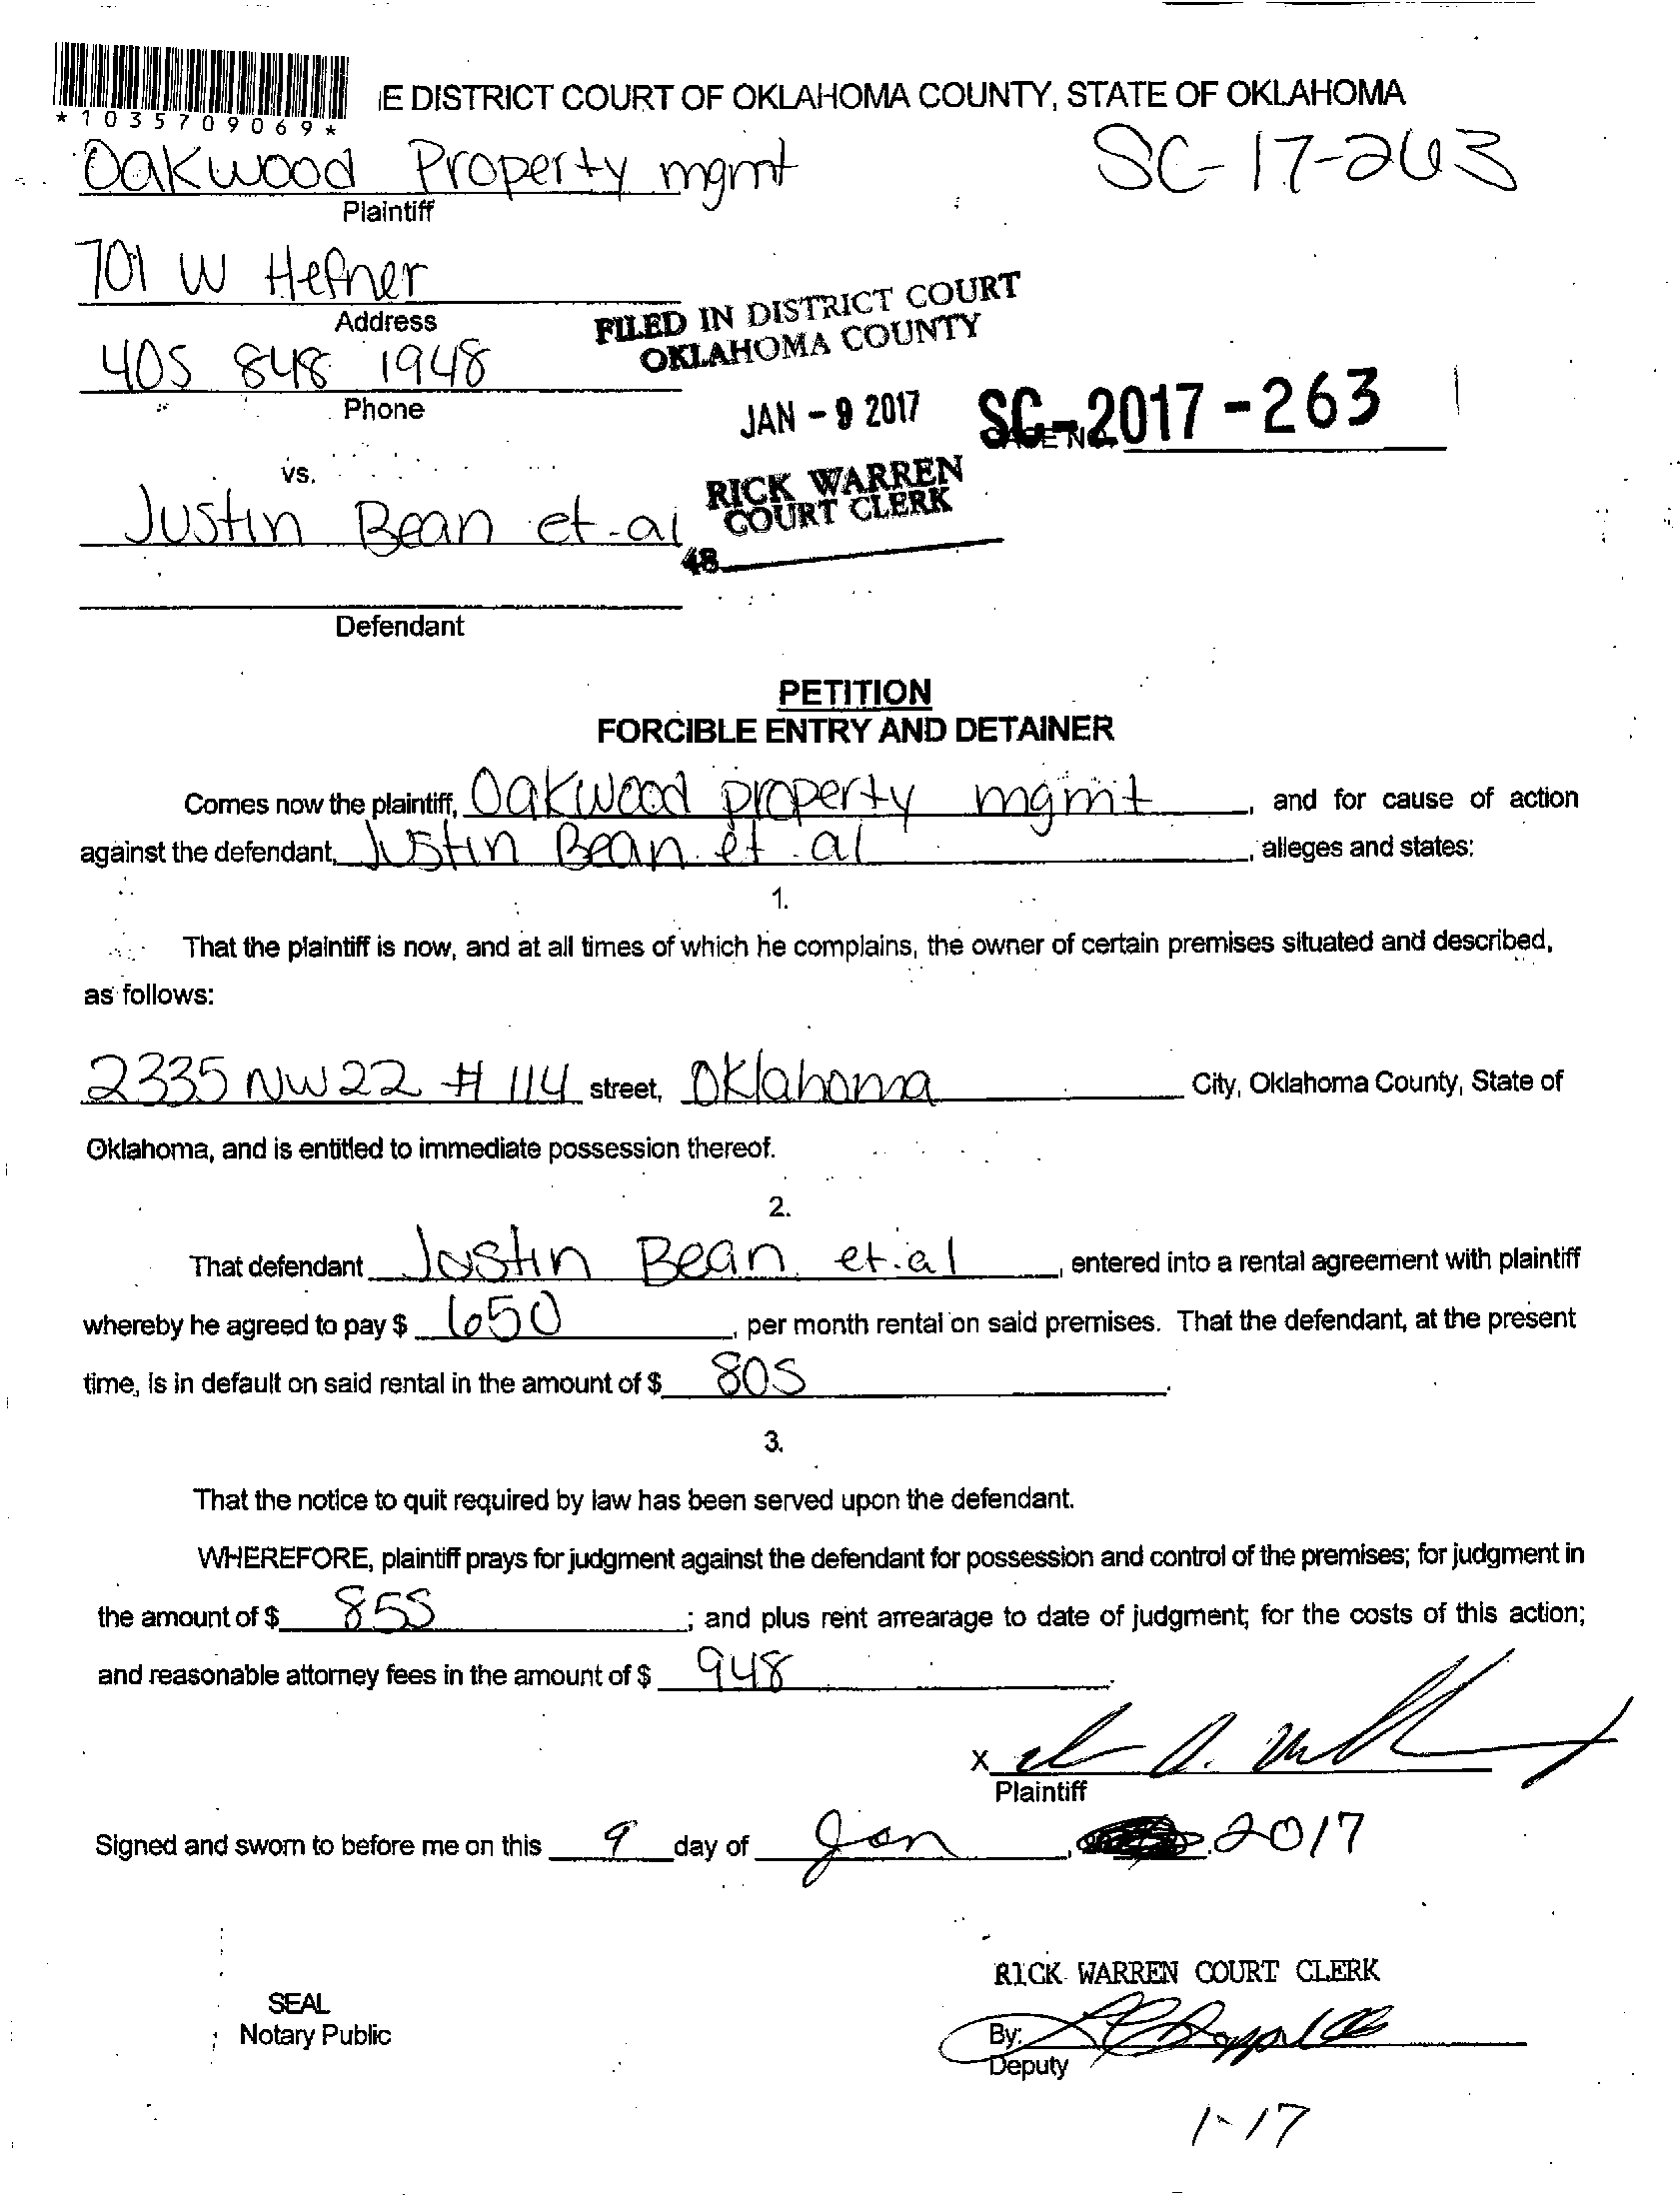 *1035709069*
E DISTRICT COURT OF OKLAHOMA COUNTY, STATE OF OKLAHOMA
Oakwood Property mgmt
SC-17-263
Plaintiff
701 W Hefner
Address
FILED IN DISTRICT COURT
OKLAHOMA COUNTY
405 848 1948
Phone
JAN - 9 2017
SC-2017-263
vs.
RICK WARREN
COURT CLERK
Justin Bean et-al
48
Defendant
PETITION
FORCIBLE ENTRY AND DETAINER
Comes now the plaintiff, Oakwood property mgmt, and for cause of action
against the defendant, Justin Bean et.al, alleges and states:
1.
That the plaintiff is now, and at all times of which he complains, the owner of certain premises situated and described,
as follows:
2335 NW 22 # 114 street, Oklahoma City, Oklahoma County, State of
Oklahoma, and is entitled to immediate possession thereof.
2.
That defendant Justin Bean et.al, entered into a rental agreement with plaintiff
whereby he agreed to pay $ 650, per month rental on said premises. That the defendant, at the present
time, is in default on said rental in the amount of $ 805.
3.
That the notice to quit required by law has been served upon the defendant.
WHEREFORE, plaintiff prays for judgment against the defendant for possession and control of the premises; for judgment in
the amount of $ 855; and plus rent arrearage to date of judgment; for the costs of this action;
and reasonable attorney fees in the amount of $ 948.
X
Plaintiff
Signed and sworn to before me on this 9 day of Jan, 2017
RICK WARREN COURT CLERK
SEAL
Notary Public
By:
Deputy
1-17